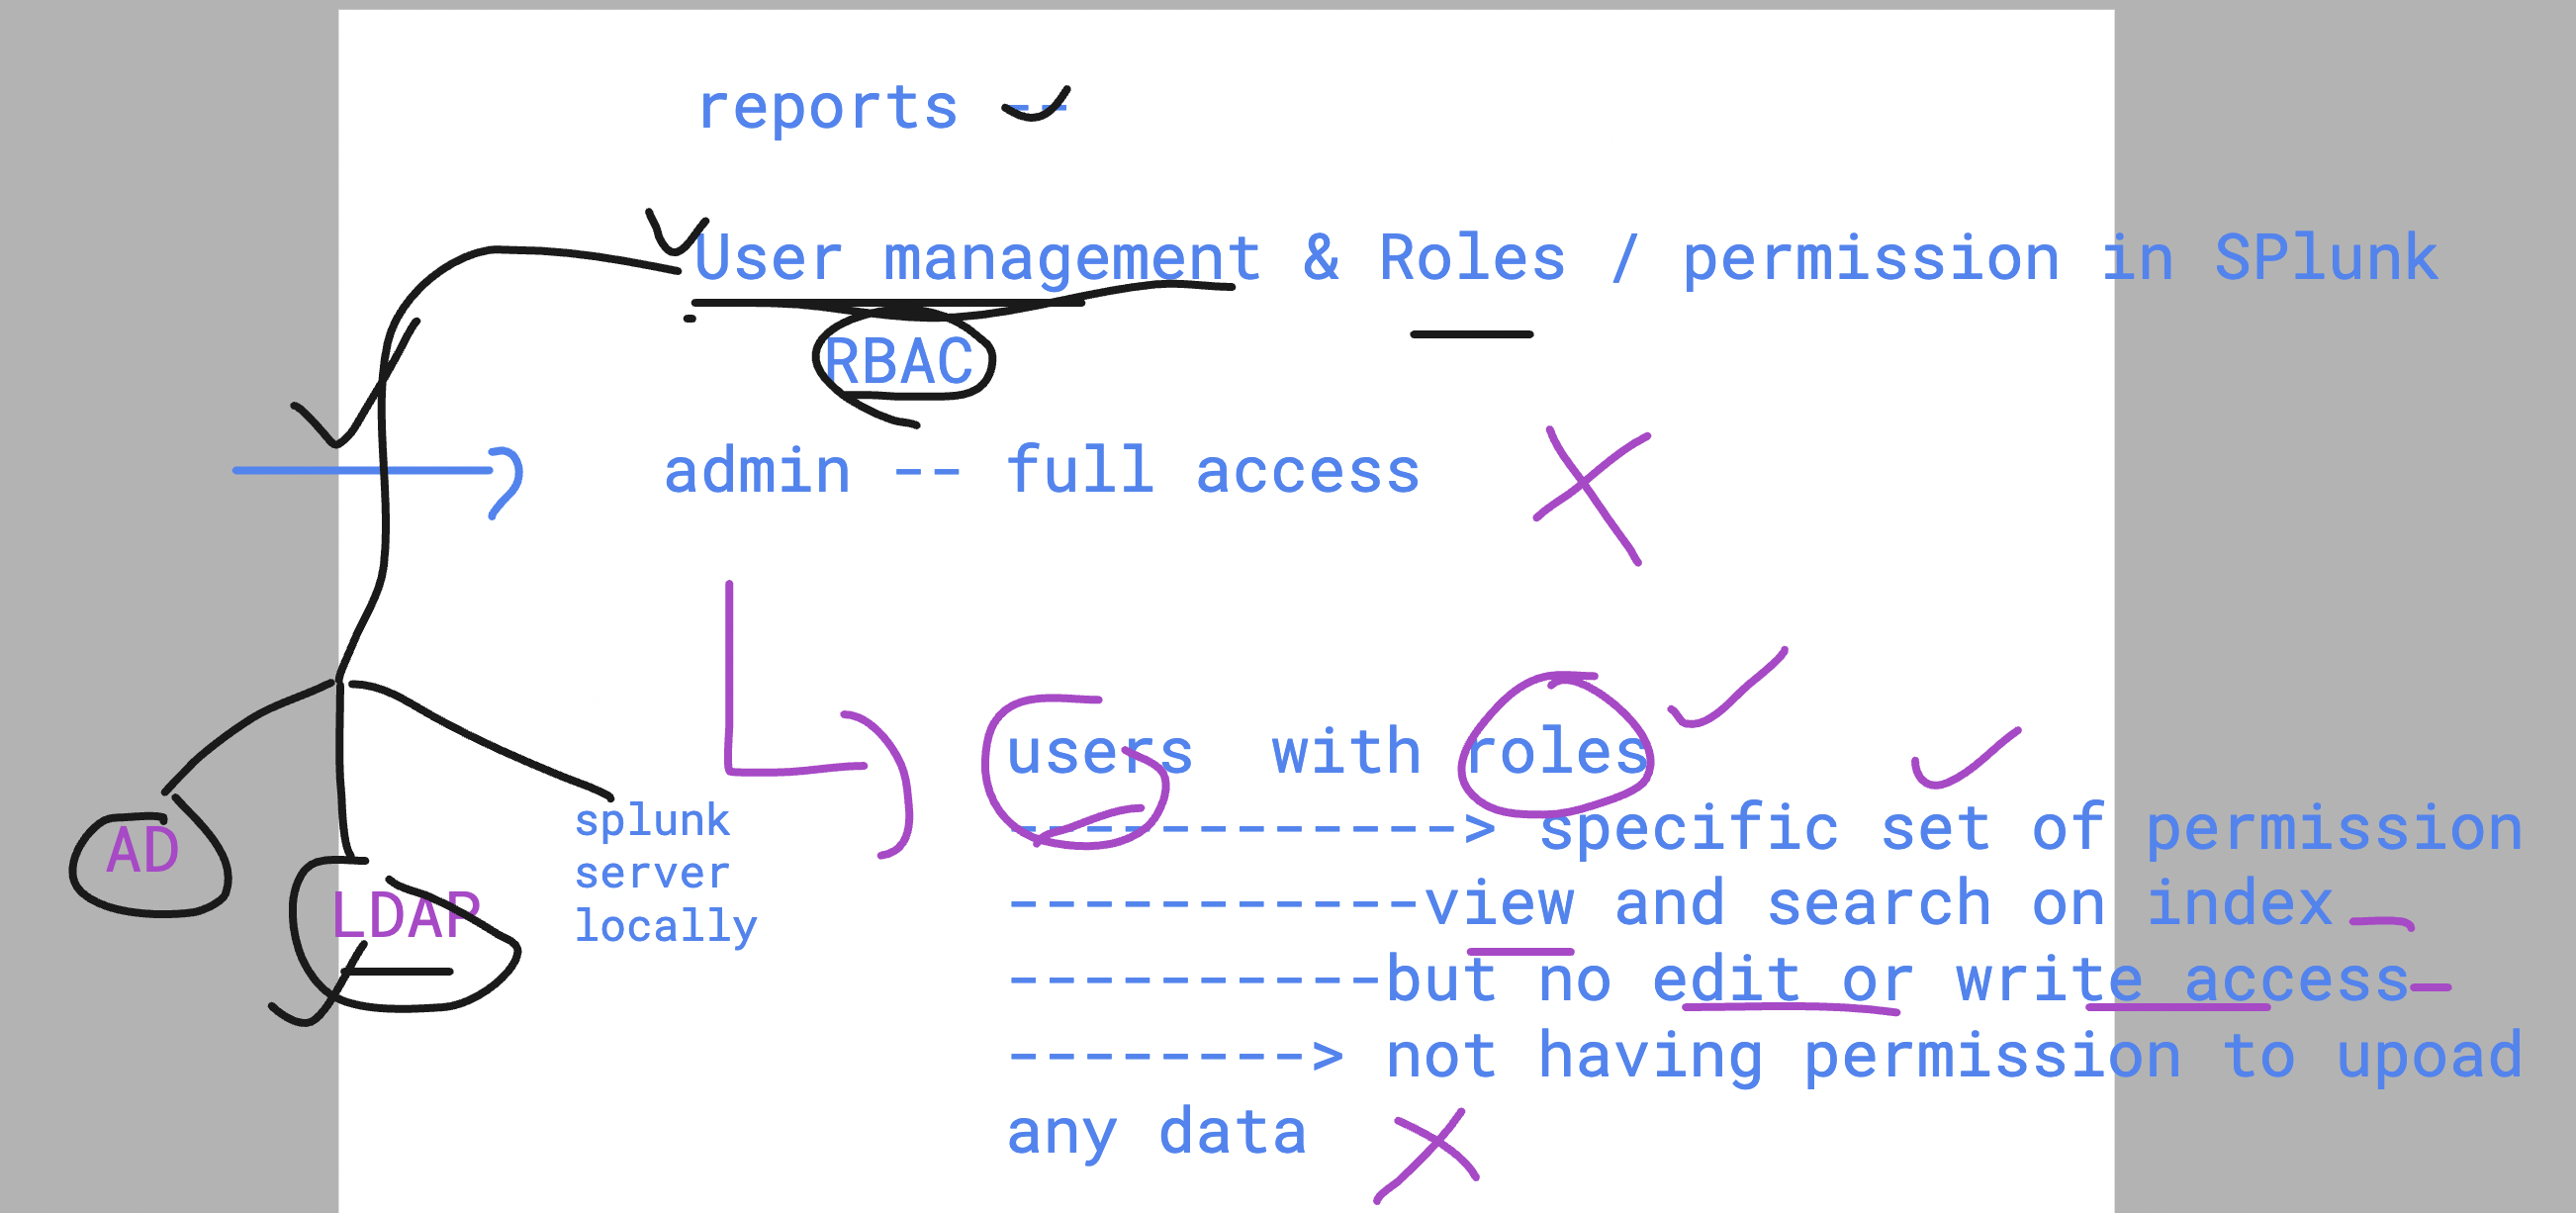 reports --
User management & Roles / permission in SPlunk
RBAC
admin -- full access
users with roles
------------> specific set of permission
-----------view and search on index
----------but no edit or write access
--------> not having permission to upoad
any data
AD
LDAP
splunk
server
locally